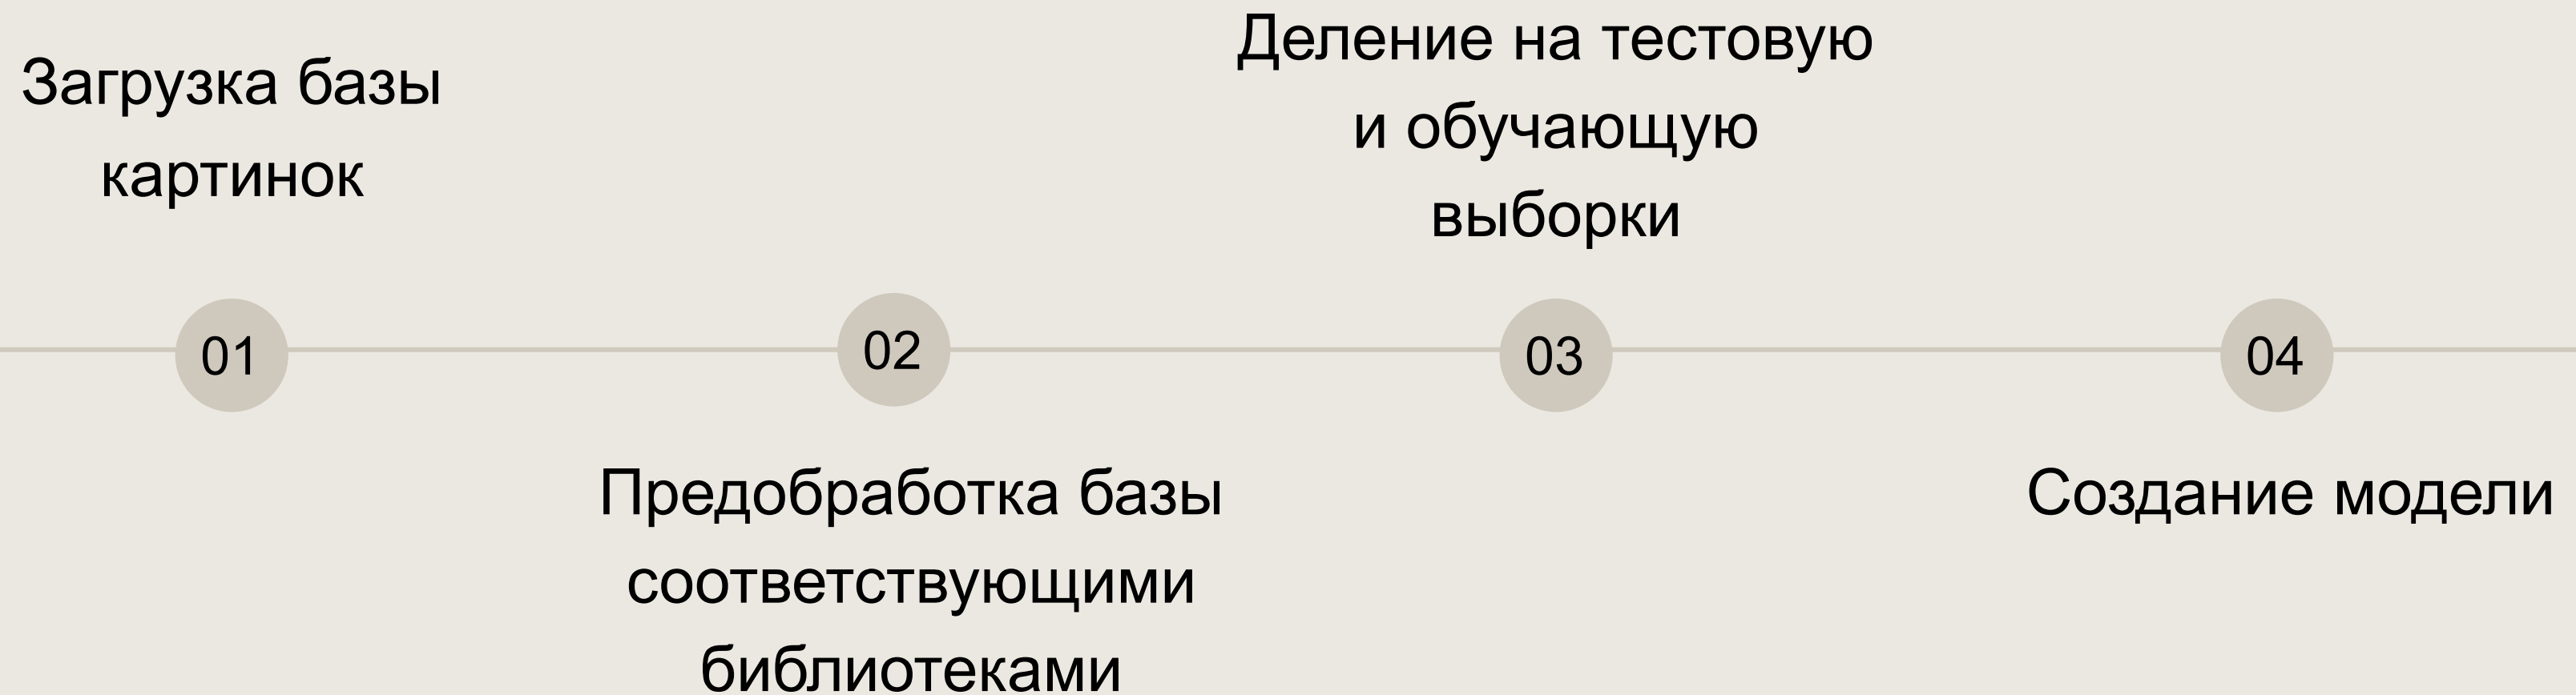 Загрузка базы
картинок
01
02
Предобработка базы
соответствующими
библиотеками
Деление на тестовую
и обучающую
выборки
03
04
Создание модели